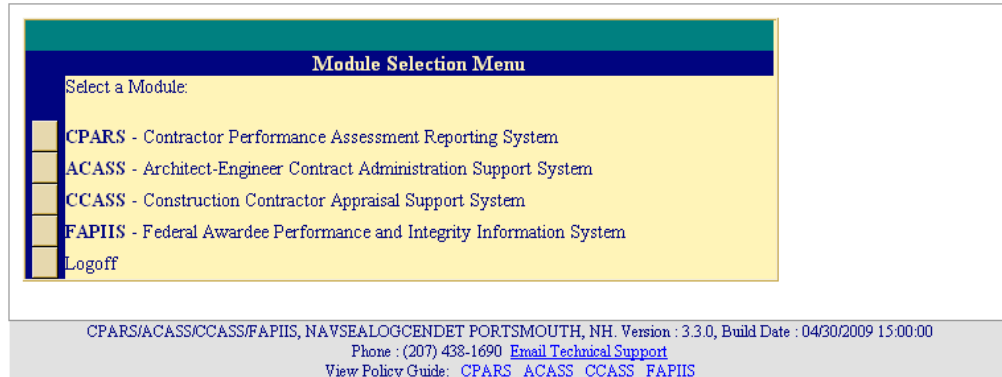 Module Selection Menu
Select a Module:
CPARS - Contractor Performance Assessment Reporting System
ACASS - Architect-Engineer Contract Administration Support System
CCASS - Construction Contractor Appraisal Support System
FAPIIS - Federal Awardee Performance and Integrity Information System
Logoff
CPARS/ACASS/CCASS/FAPIIS, NAVSEALOGCENDET PORTSMOUTH, NH. Version : 3.3.0, Build Date : 04/30/2009 15:00:00
Phone : (207) 438-1690 Email Technical Support
View Policy Guide: CPARS ACASS CCASS FAPIIS